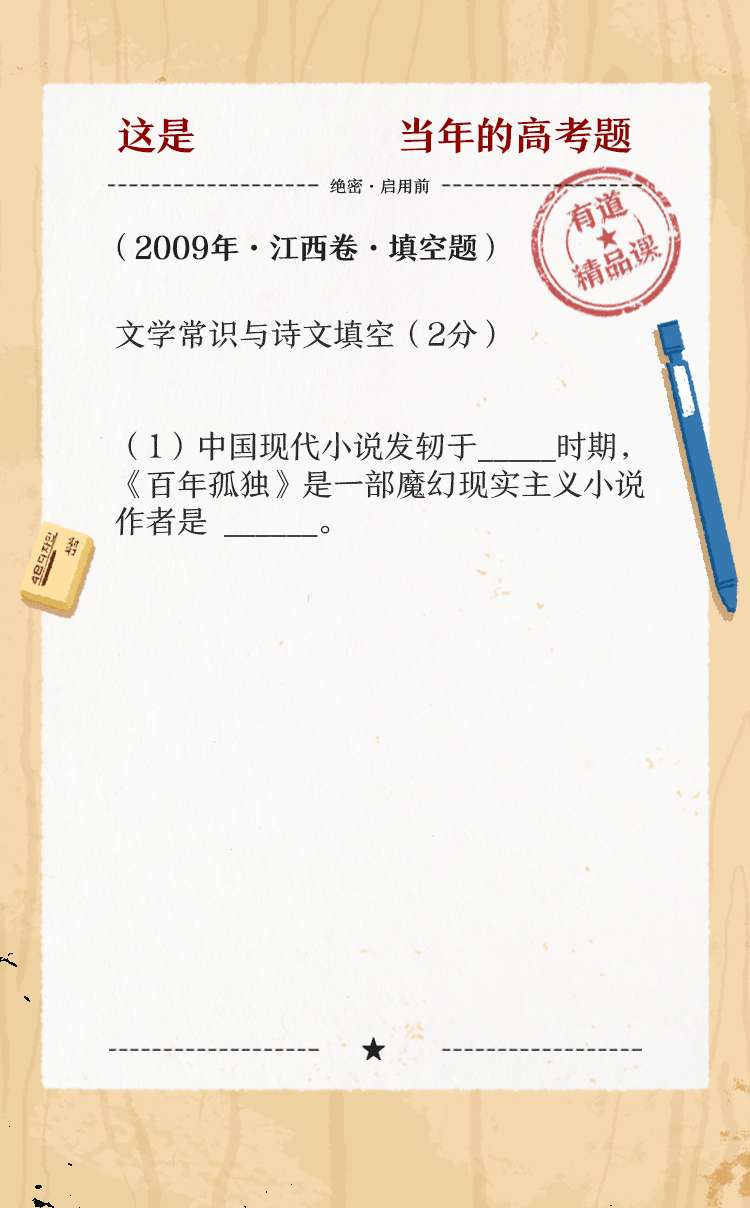 这是 当年的高考题
绝密·启用前
（2009年·江西卷·填空题）
有道
精品课
文学常识与诗文填空（2分）
（1）中国现代小说发轫于_____时期，
《百年孤独》是一部魔幻现实主义小说
作者是 ______。